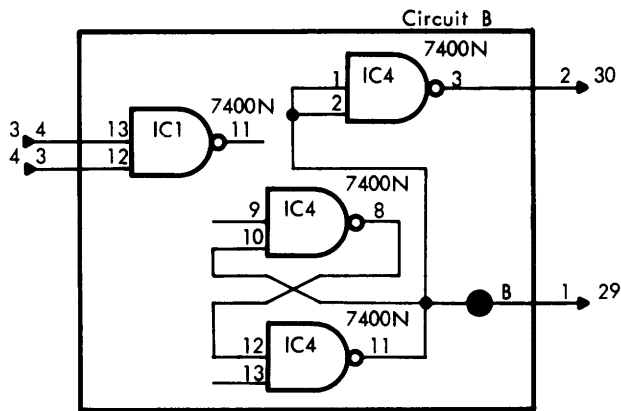 Circuit B
7400N
1 IC4 3 2 30
2
7400N
3 4 13 IC1 11
4 3 12
7400N
9 IC4 8
10
B 1 29
7400N
12 IC4 11
13